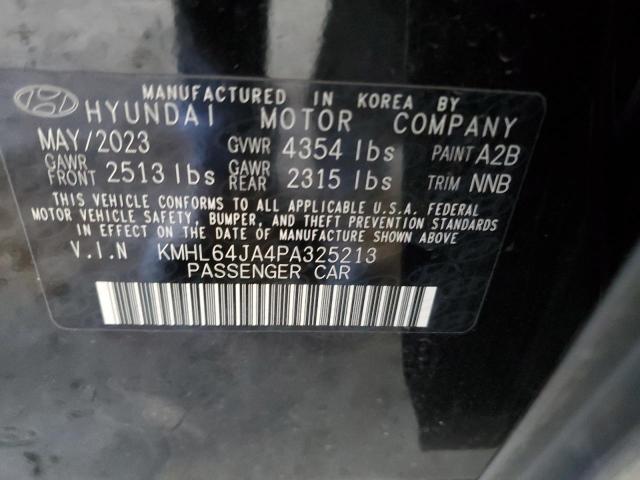 MANUFACTURED IN KOREA BY
HYUNDAI MOTOR COMPANY
MAY/2023 GVWR 4354 lbs PAINT A2B
GAWR FRONT 2513 lbs GAWR REAR 2315 lbs TRIM NNB
THIS VEHICLE CONFORMS TO ALL APPLICABLE U.S.A. FEDERAL
MOTOR VEHICLE SAFETY, BUMPER, AND THEFT PREVENTION STANDARDS
IN EFFECT ON THE DATE OF MANUFACTURE SHOWN ABOVE.
V.I.N KMHL64JA4PA325213
PASSENGER CAR